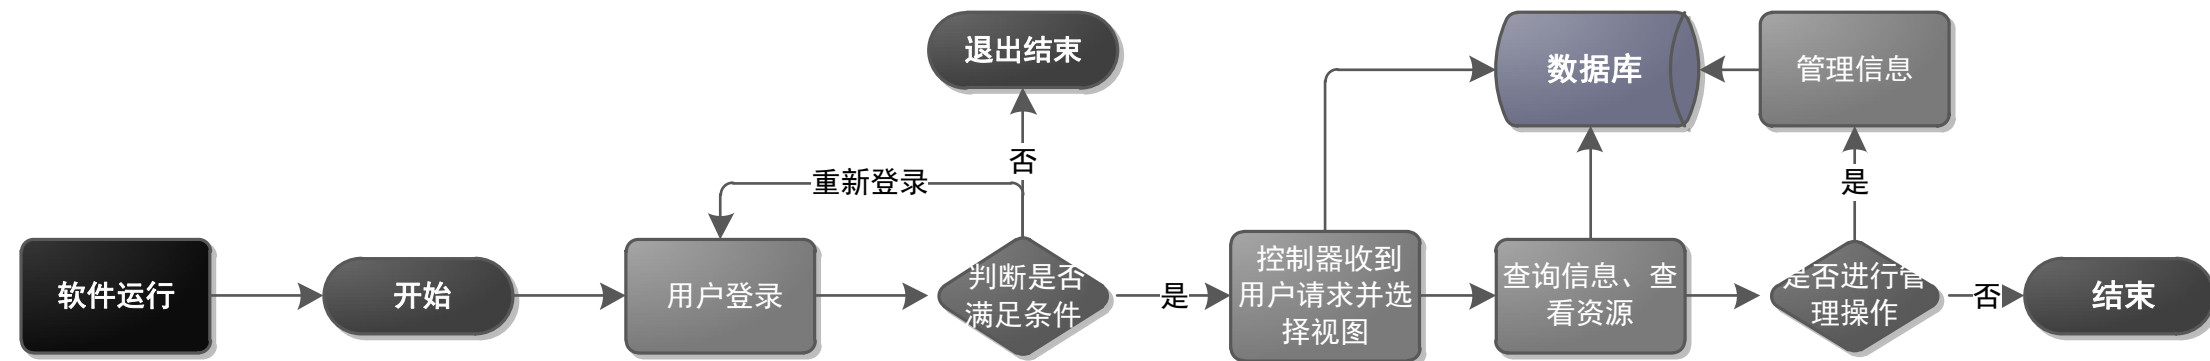 退出结束
数据库
管理信息
否
重新登录
是
软件运行
开始
用户登录
判断是否
满足条件
是
控制器收到
用户请求并选
择视图
查询信息、查
看资源
是否进行管
理操作
否
结束